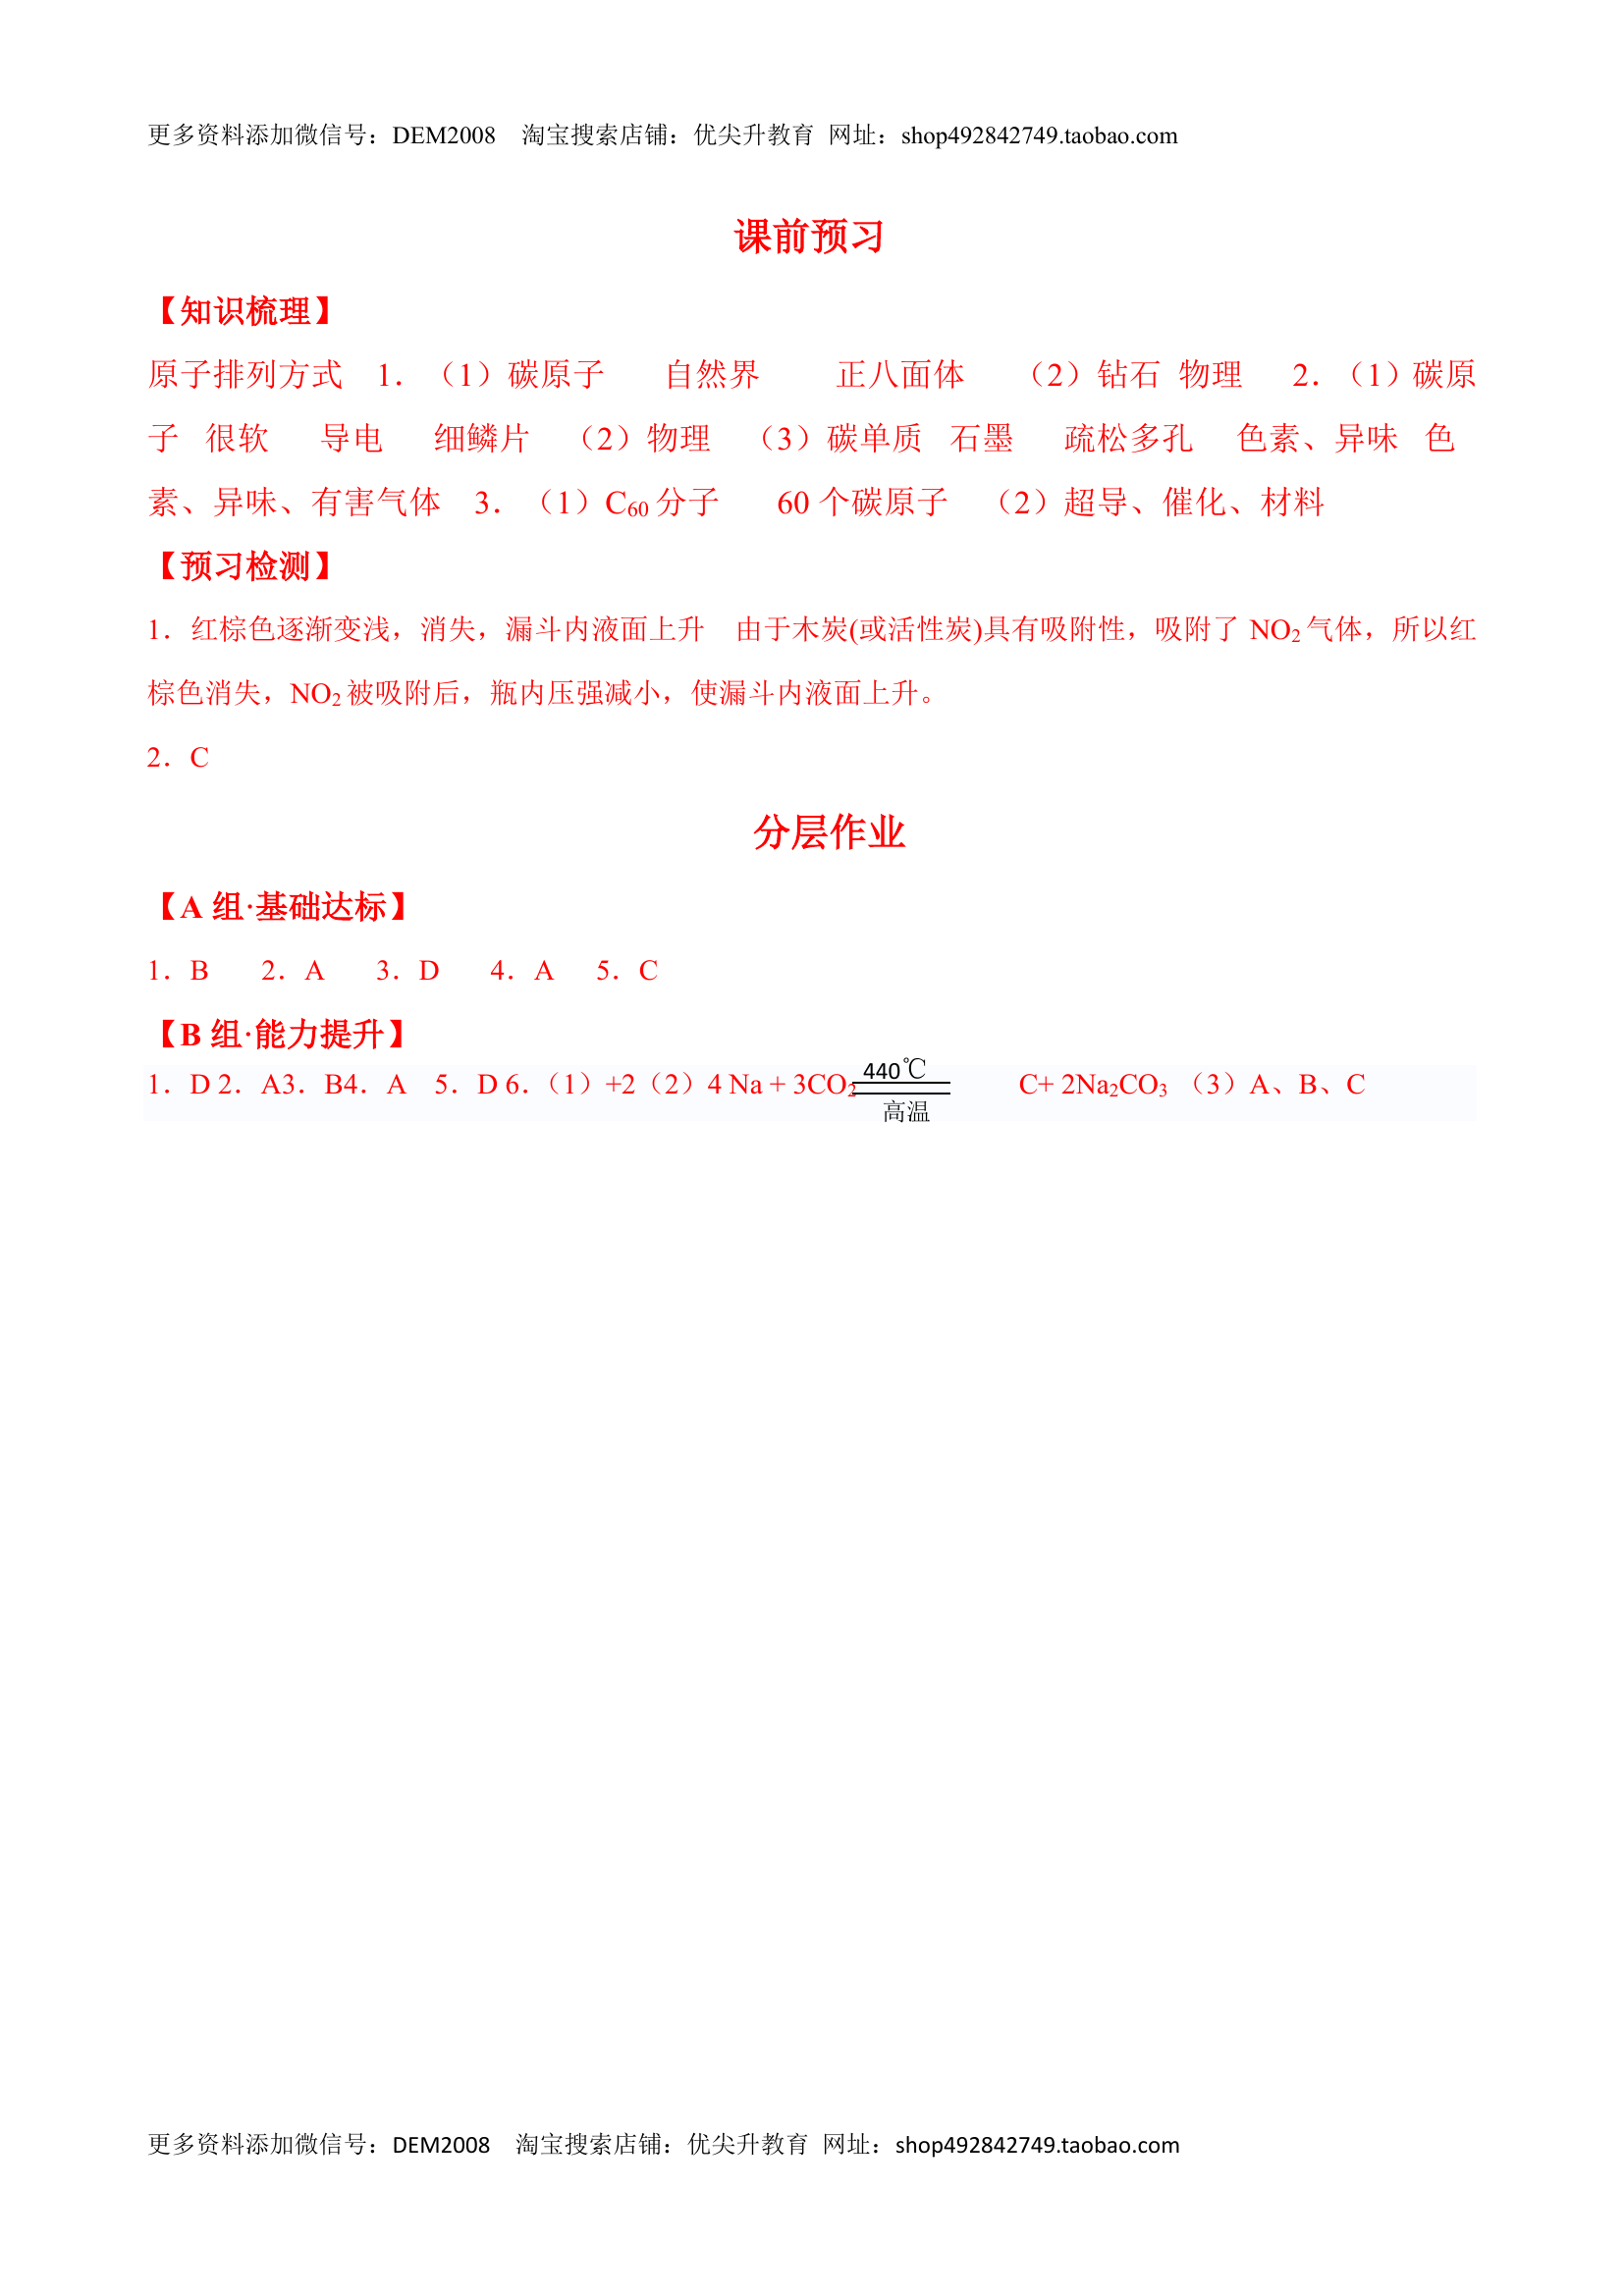 更多资料添加微信号：DEM2008    淘宝搜索店铺：优尖升教育  网址：shop492842749.taobao.com
课前预习
【知识梳理】
原子排列方式    1．（1）碳原子      自然界        正八面体     （2）钻石  物理     2．（1）碳原
子   很软      导电      细鳞片    （2）物理   （3）碳单质   石墨      疏松多孔     色素、异味   色
素、异味、有害气体    3．（1）C₆₀分子      60 个碳原子   （2）超导、催化、材料
【预习检测】
1．红棕色逐渐变浅，消失，漏斗内液面上升    由于木炭(或活性炭)具有吸附性，吸附了 NO₂气体，所以红
棕色消失，NO₂被吸附后，瓶内压强减小，使漏斗内液面上升。
2．C
分层作业
【A 组·基础达标】
1．B      2．A      3．D      4．A     5．C
【B 组·能力提升】
440℃
1．D 2．A3．B4．A    5．D 6．（1）+2（2）4 Na + 3CO₂ ══ C+ 2Na₂CO₃ （3）A、B、C
高温
更多资料添加微信号：DEM2008    淘宝搜索店铺：优尖升教育  网址：shop492842749.taobao.com